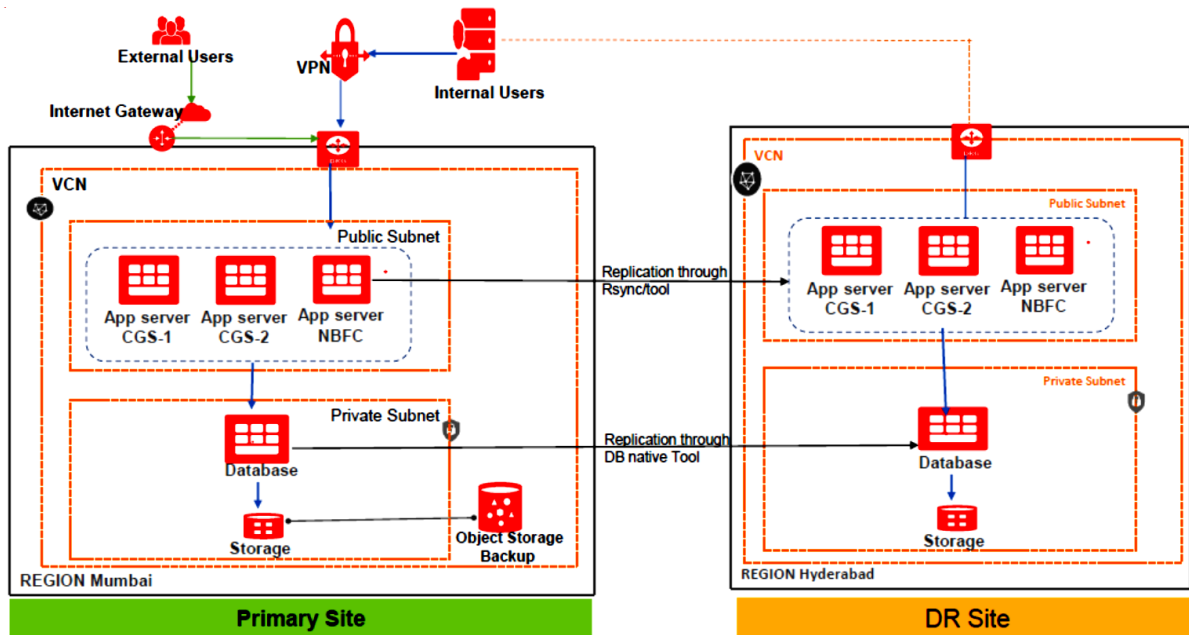 External Users
VPN
Internal Users
Internet Gateway
VCN
Public Subnet
App server
CGS-1
App server
CGS-2
App server
NBFC
Private Subnet
Database
Storage
Object Storage
Backup
REGION Mumbai
Primary Site
Replication through
Rsync/tool
Replication through
DB native Tool
VCN
Public Subnet
App server
CGS-1
App server
CGS-2
App server
NBFC
Private Subnet
Database
Storage
REGION Hyderabad
DR Site